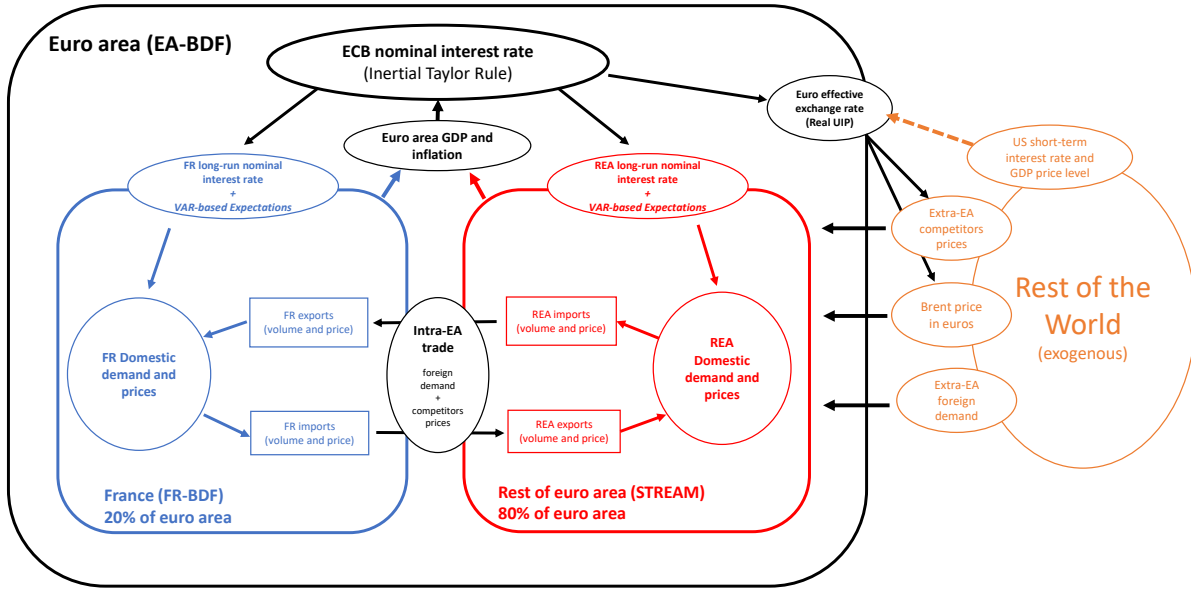 Euro area (EA-BDF)
ECB nominal interest rate
(Inertial Taylor Rule)
Euro effective
exchange rate
(Real UIP)
Euro area GDP and
inflation
US short-term
interest rate and
GDP price level
FR long-run nominal
interest rate
+
VAR-based Expectations
REA long-run nominal
interest rate
+
VAR-based Expectations
Extra-EA
competitors
prices
Rest of the
World
(exogenous)
Brent price
in euros
Extra-EA
foreign
demand
FR exports
(volume and price)
FR Domestic
demand and
prices
FR imports
(volume and price)
Intra-EA
trade
foreign
demand
+
competitors
prices
REA imports
(volume and price)
REA
Domestic
demand and
prices
REA exports
(volume and price)
France (FR-BDF)
20% of euro area
Rest of euro area (STREAM)
80% of euro area